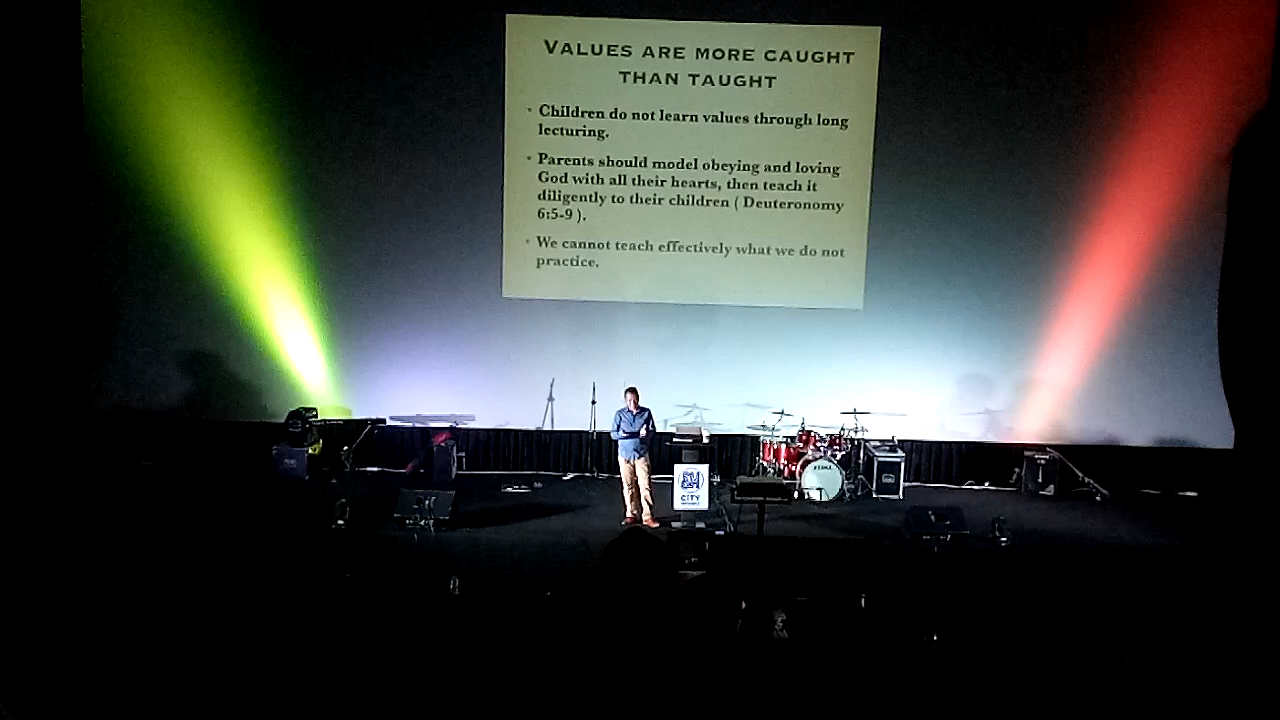 VALUES ARE MORE CAUGHT
THAN TAUGHT
• Children do not learn values through long
lecturing.
• Parents should model obeying and loving
God with all their hearts, then teach it
diligently to their children ( Deuteronomy
6:5-9 ).
• We cannot teach effectively what we do not
practice.
SM
CITY